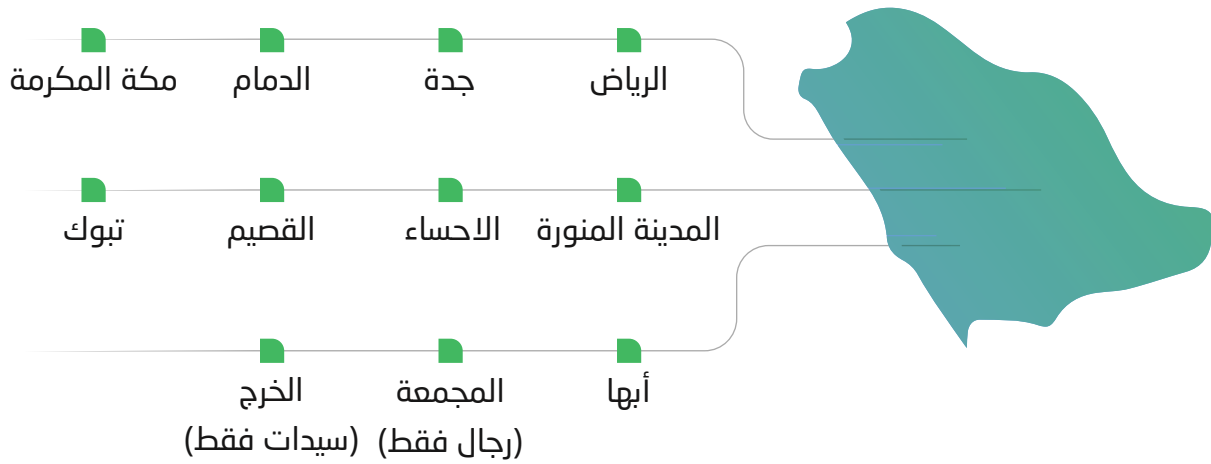 الرياض
جدة
الدمام
مكة المكرمة
المدينة المنورة
الاحساء
القصيم
تبوك
أبها
المجمعة
(رجال فقط)
الخرج
(سيدات فقط)